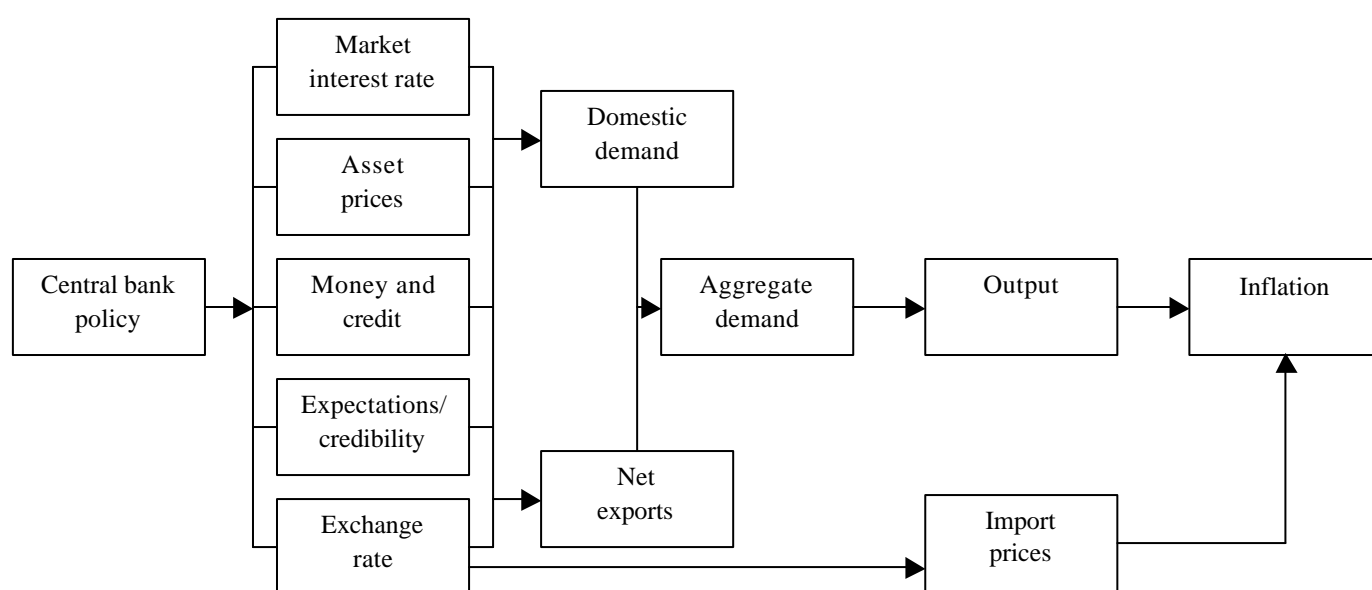 Market
interest rate
Domestic
demand
Asset
prices
Central bank
policy
Money and
credit
Aggregate
demand
Output
Inflation
Expectations/
credibility
Net
exports
Exchange
rate
Import
prices